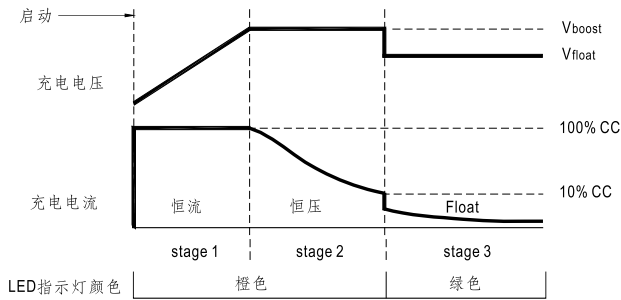 启动
Vboost
Vfloat
充电电压
100% CC
10% CC
充电电流 恒流 恒压 Float
stage 1 stage 2 stage 3
LED指示灯颜色 橙色 绿色